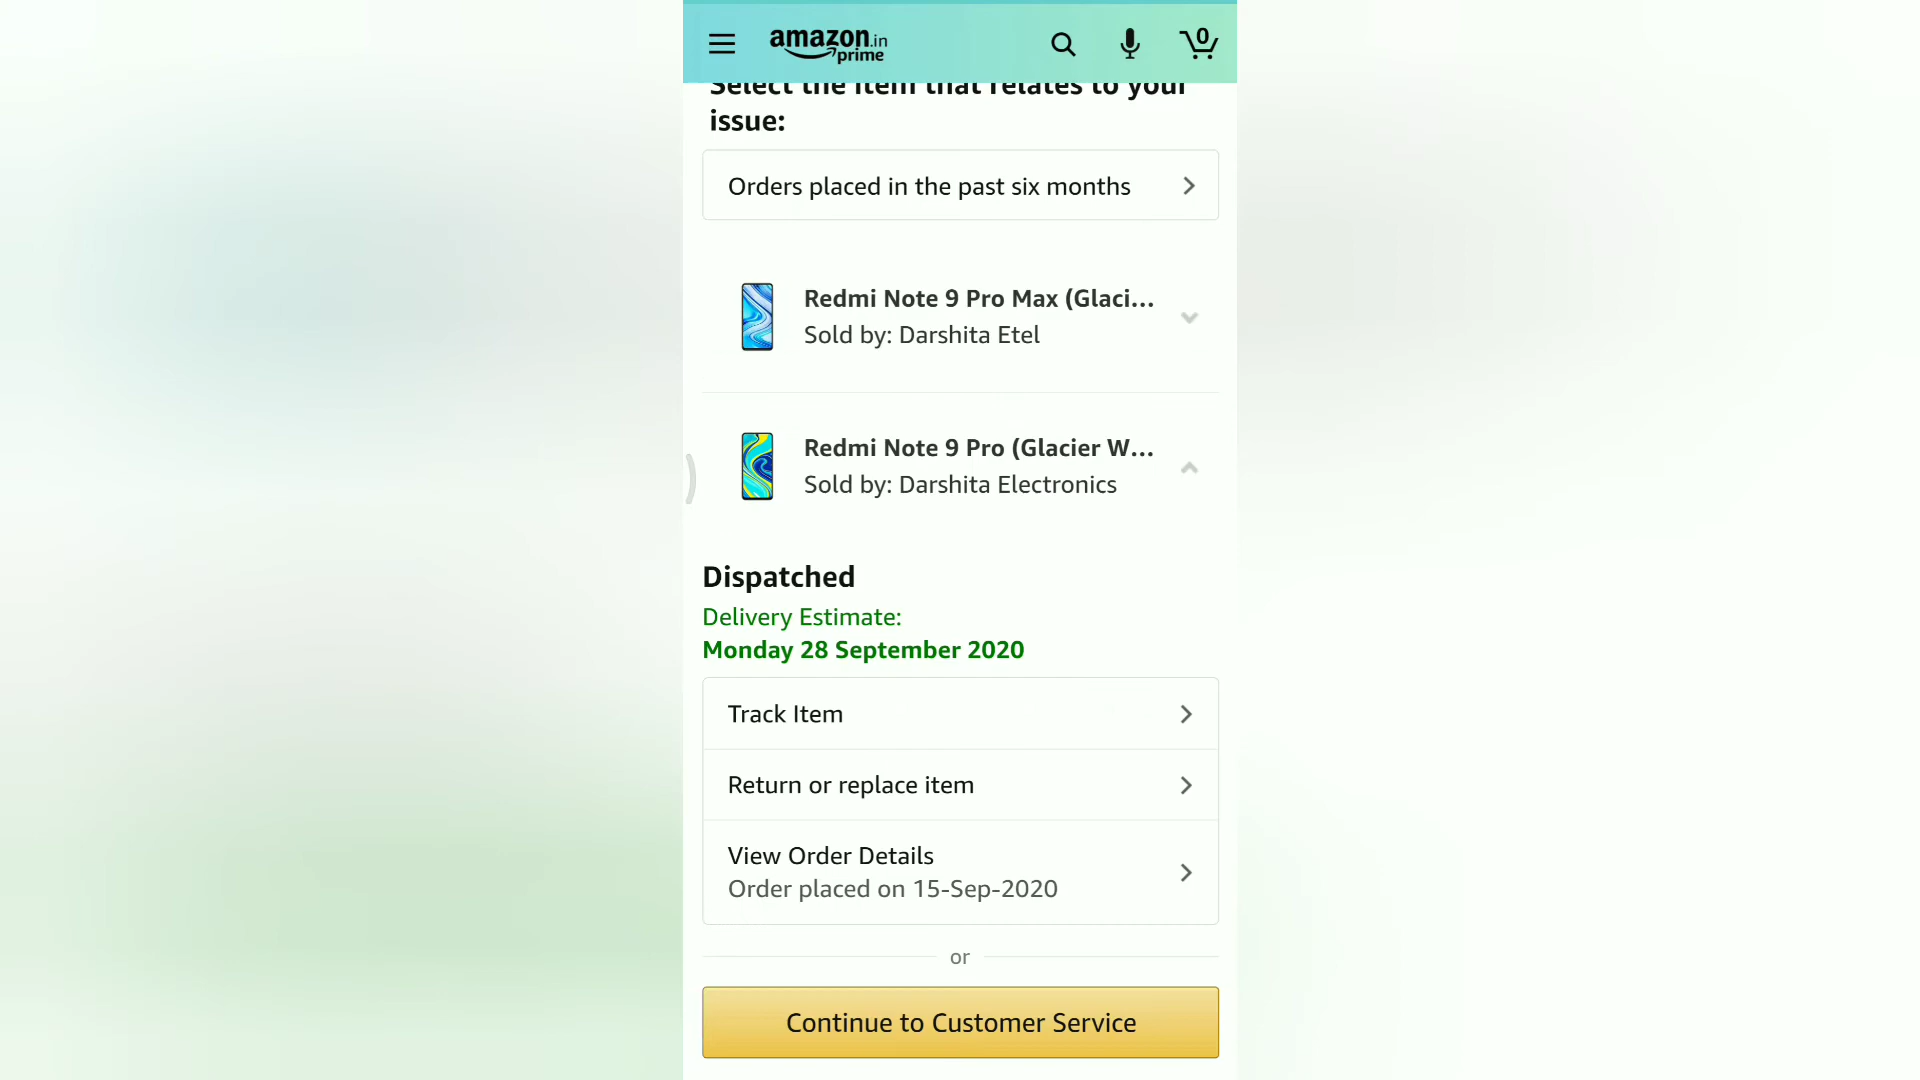 amazon.in
prime
0
Select the item that relates to your
issue:
Orders placed in the past six months
Redmi Note 9 Pro Max (Glaci...
Sold by: Darshita Etel
Redmi Note 9 Pro (Glacier W...
Sold by: Darshita Electronics
Dispatched
Delivery Estimate:
Monday 28 September 2020
Track Item
Return or replace item
View Order Details
Order placed on 15-Sep-2020
or
Continue to Customer Service